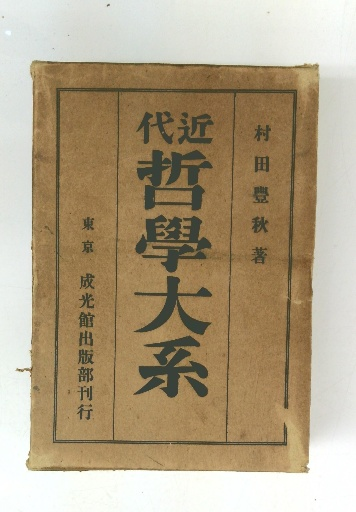 村田豐秋著
近代
哲學大系
東京 成光館出版部刊行